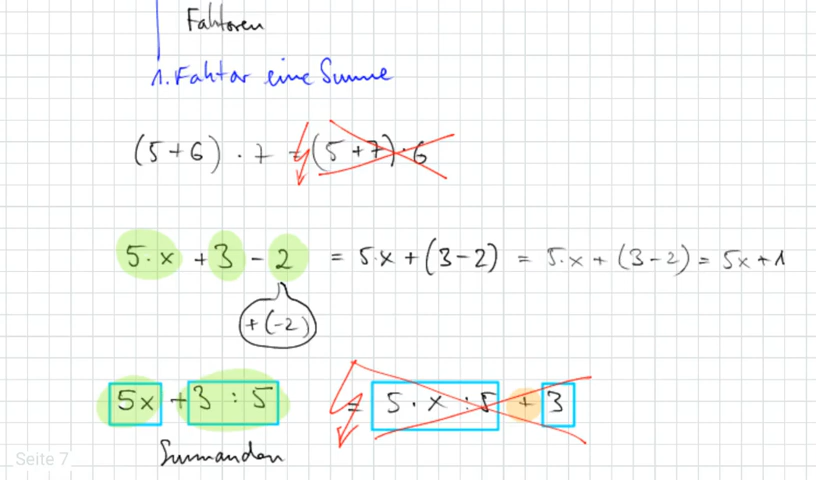 Faktoren
1. Faktor eine Summe
(5+6) · 7 = (5+7) · 6
5·x + 3 - 2 = 5·x + (3-2) = 5·x + (3-2) = 5x + 1
+(-2)
5x + 3 : 5 = 5 · x : 5 + 3
Summanden
Seite 7